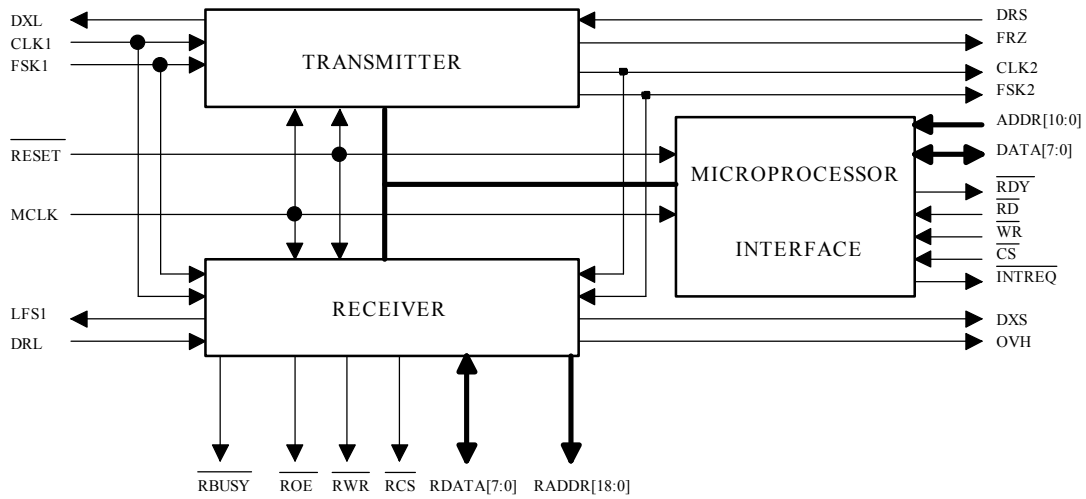 DXL
CLK1
FSK1
TRANSMITTER
DRS
FRZ
CLK2
FSK2
RESET
MCLK
MICROPROCESSOR
INTERFACE
ADDR[10:0]
DATA[7:0]
RDY
RD
WR
CS
INTREQ
LFS1
DRL
RECEIVER
DXS
OVH
RBUSY
ROE
RWR
RCS
RDATA[7:0]
RADDR[18:0]